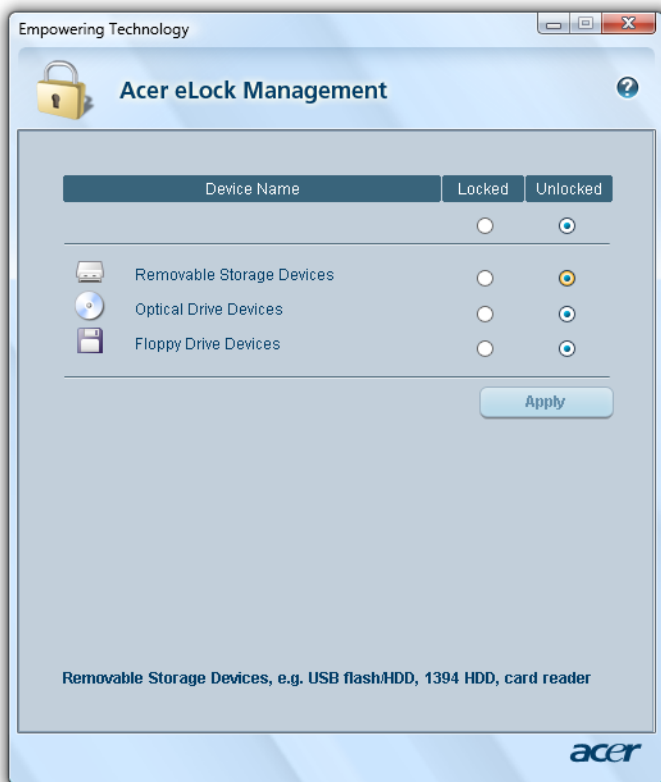 Empowering Technology
Acer eLock Management
Device Name Locked Unlocked
Removable Storage Devices
Optical Drive Devices
Floppy Drive Devices
Apply
Removable Storage Devices, e.g. USB flash/HDD, 1394 HDD, card reader
acer